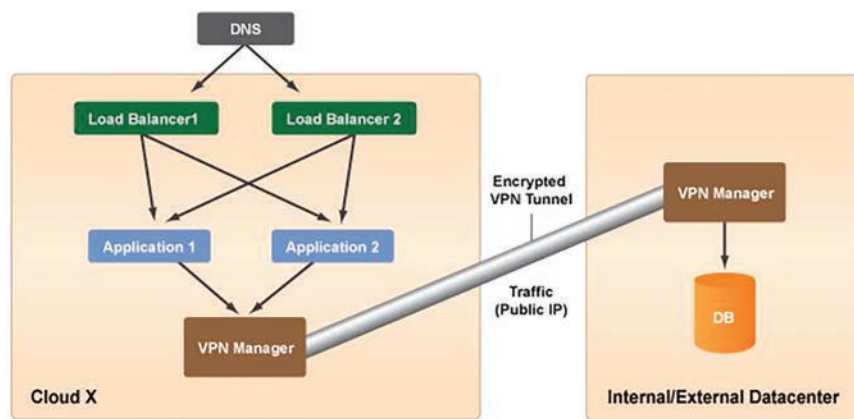 DNS
Load Balancer1
Load Balancer 2
Application 1
Application 2
VPN Manager
Cloud X
Encrypted
VPN Tunnel
Traffic
(Public IP)
VPN Manager
DB
Internal/External Datacenter